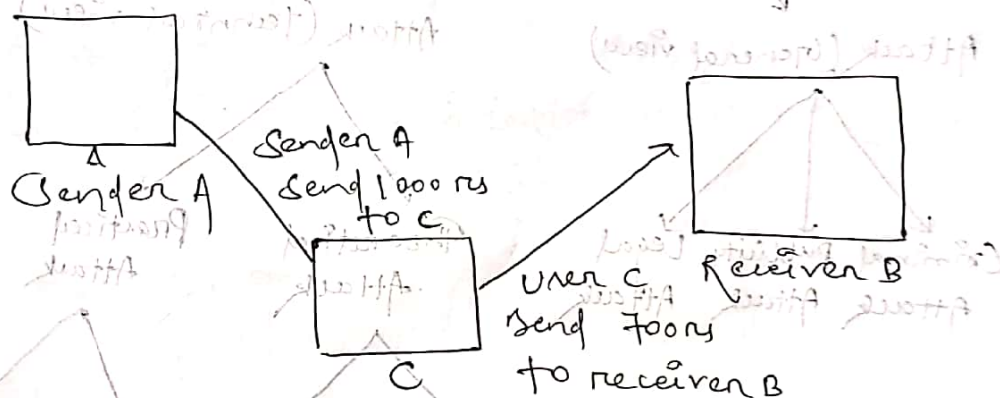 A
Sender A
Sender A
Send 1000 rs
to C
C
User C
Send 700 rs
to receiver B
Receiver B